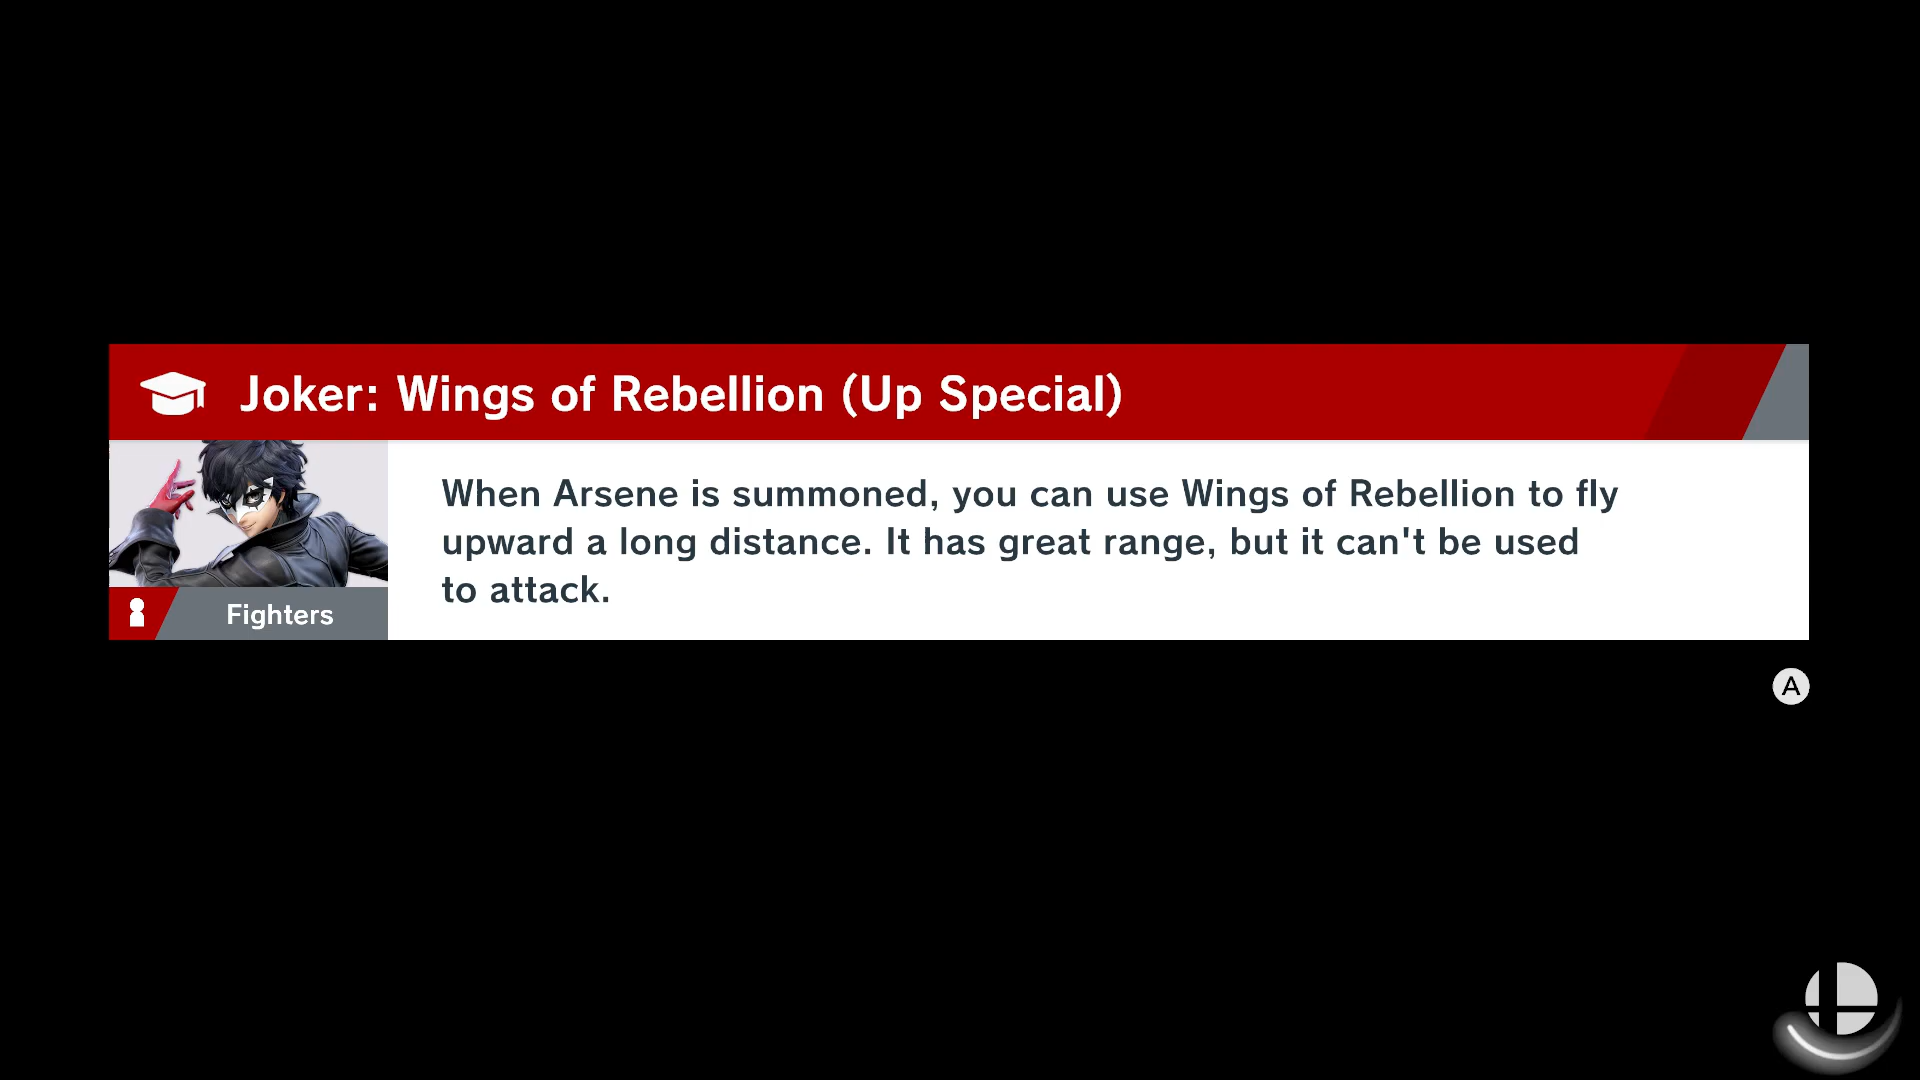 Joker: Wings of Rebellion (Up Special)
When Arsene is summoned, you can use Wings of Rebellion to fly
upward a long distance. It has great range, but it can't be used
to attack.
Fighters
A